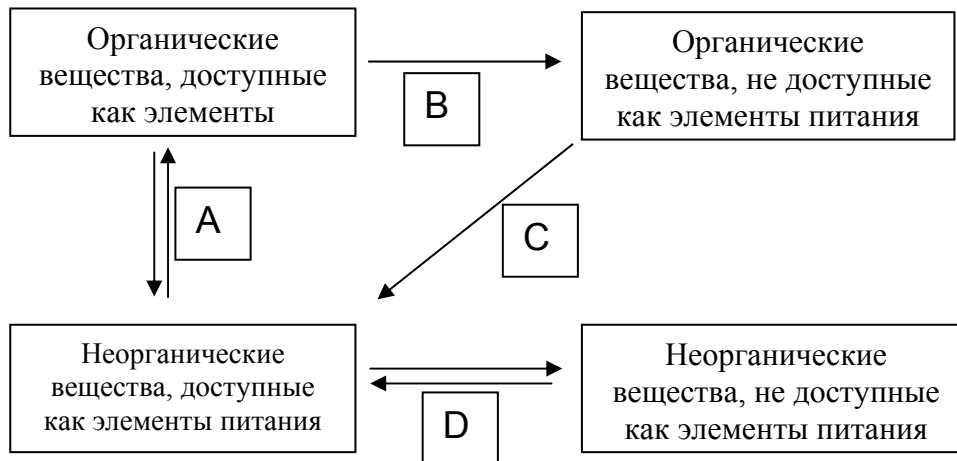 Органические
вещества, доступные
как элементы
B
Органические
вещества, не доступные
как элементы питания
A
C
Неорганические
вещества, доступные
как элементы питания
D
Неорганические
вещества, не доступные
как элементы питания